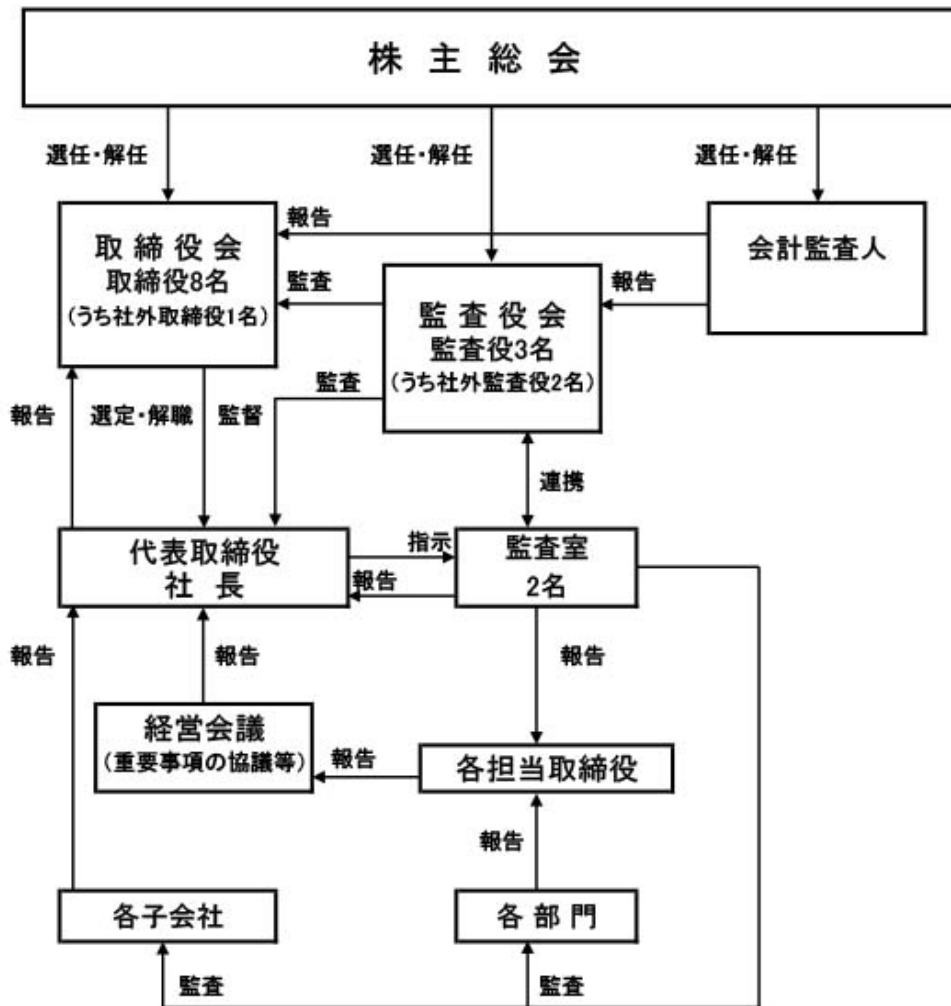 株主総会
選任・解任
選任・解任
選任・解任
取締役会
取締役8名
(うち社外取締役1名)
報告
会計監査人
監査
報告
監査役会
監査役3名
(うち社外監査役2名)
監査
報告
選定・解職
監督
連携
代表取締役
社長
指示
報告
監査室
2名
報告
報告
報告
経営会議
(重要事項の協議等)
報告
各担当取締役
報告
各子会社
各部門
監査
監査